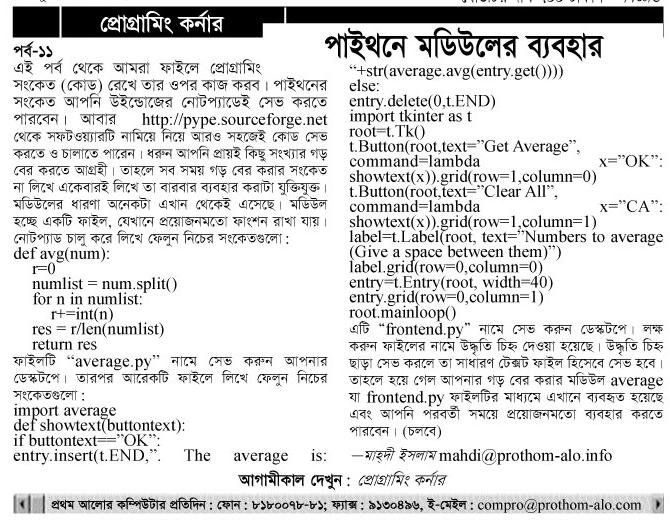 প্রোগ্রামিং কর্নার
পাইথনে মডিউলের ব্যবহার
পর্ব-১১
এই পর্ব থেকে আমরা ফাইলে প্রোগ্রামিং
সংকেত (কোড) রেখে তার ওপর কাজ করব। পাইথনের
সংকেত আপনি উইন্ডোজের নোটপ্যাডেই সেভ করতে
পারবেন। আবার http://pype.sourceforge.net
থেকে সফটওয়্যারটি নামিয়ে নিয়ে আরও সহজেই কোড সেভ
করতে ও চালাতে পারেন। ধরুন আপনি প্রায়ই কিছু সংখ্যার গড়
বের করতে আগ্রহী। তাহলে সব সময় গড় বের করার সংকেত
না লিখে একেবারই লিখে তা বারবার ব্যবহার করাটা যুক্তিযুক্ত।
মডিউলের ধারণা অনেকটা এখান থেকেই এসেছে। মডিউল
হচ্ছে একটি ফাইল, যেখানে প্রয়োজনমতো ফাংশন রাখা যায়।
নোটপ্যাড চালু করে লিখে ফেলুন নিচের সংকেতগুলো :
def avg(num):
r=0
numlist = num.split()
for n in numlist:
r+=int(n)
res = r/len(numlist)
return res
ফাইলটি “average.py” নামে সেভ করুন আপনার
ডেস্কটপে। তারপর আরেকটি ফাইলে লিখে ফেলুন নিচের
সংকেতগুলো :
import average
def showtext(buttontext):
if buttontext==”OK”:
entry.insert(t.END,”. The average is:
“+str(average.avg(entry.get())))
else:
entry.delete(0,t.END)
import tkinter as t
root=t.Tk()
t.Button(root,text=”Get Average”,
command=lambda x=”OK”:
showtext(x)).grid(row=1,column=0)
t.Button(root,text=”Clear All”,
command=lambda x=”CA”:
showtext(x)).grid(row=1,column=1)
label=t.Label(root, text=”Numbers to average
(Give a space between them)”)
label.grid(row=0,column=0)
entry=t.Entry(root, width=40)
entry.grid(row=0,column=1)
root.mainloop()
এটি “frontend.py” নামে সেভ করুন ডেস্কটপে। লক্ষ
করুন ফাইলের নামে উদ্ধৃতি চিহ্ন দেওয়া হয়েছে। উদ্ধৃতি চিহ্ন
ছাড়া সেভ করলে তা সাধারণ টেক্সট ফাইল হিসেবে সেভ হবে।
তাহলে হয়ে গেল আপনার গড় বের করার মডিউল average
যা frontend.py ফাইলটির মাধ্যমে এখানে ব্যবহৃত হয়েছে
এবং আপনি পরবর্তী সময়ে প্রয়োজনমতো ব্যবহার করতে
পারবেন। (চলবে)
—মাহ্‌দী ইসলাম mahdi@prothom-alo.info
আগামীকাল দেখুন : প্রোগ্রামিং কর্নার
প্রথম আলোর কম্পিউটার প্রতিদিন : ফোন : ৮১৮০০৭৮-৮১; ফ্যাক্স : ৯১৩০৪৯৬, ই-মেইল : compro@prothom-alo.com